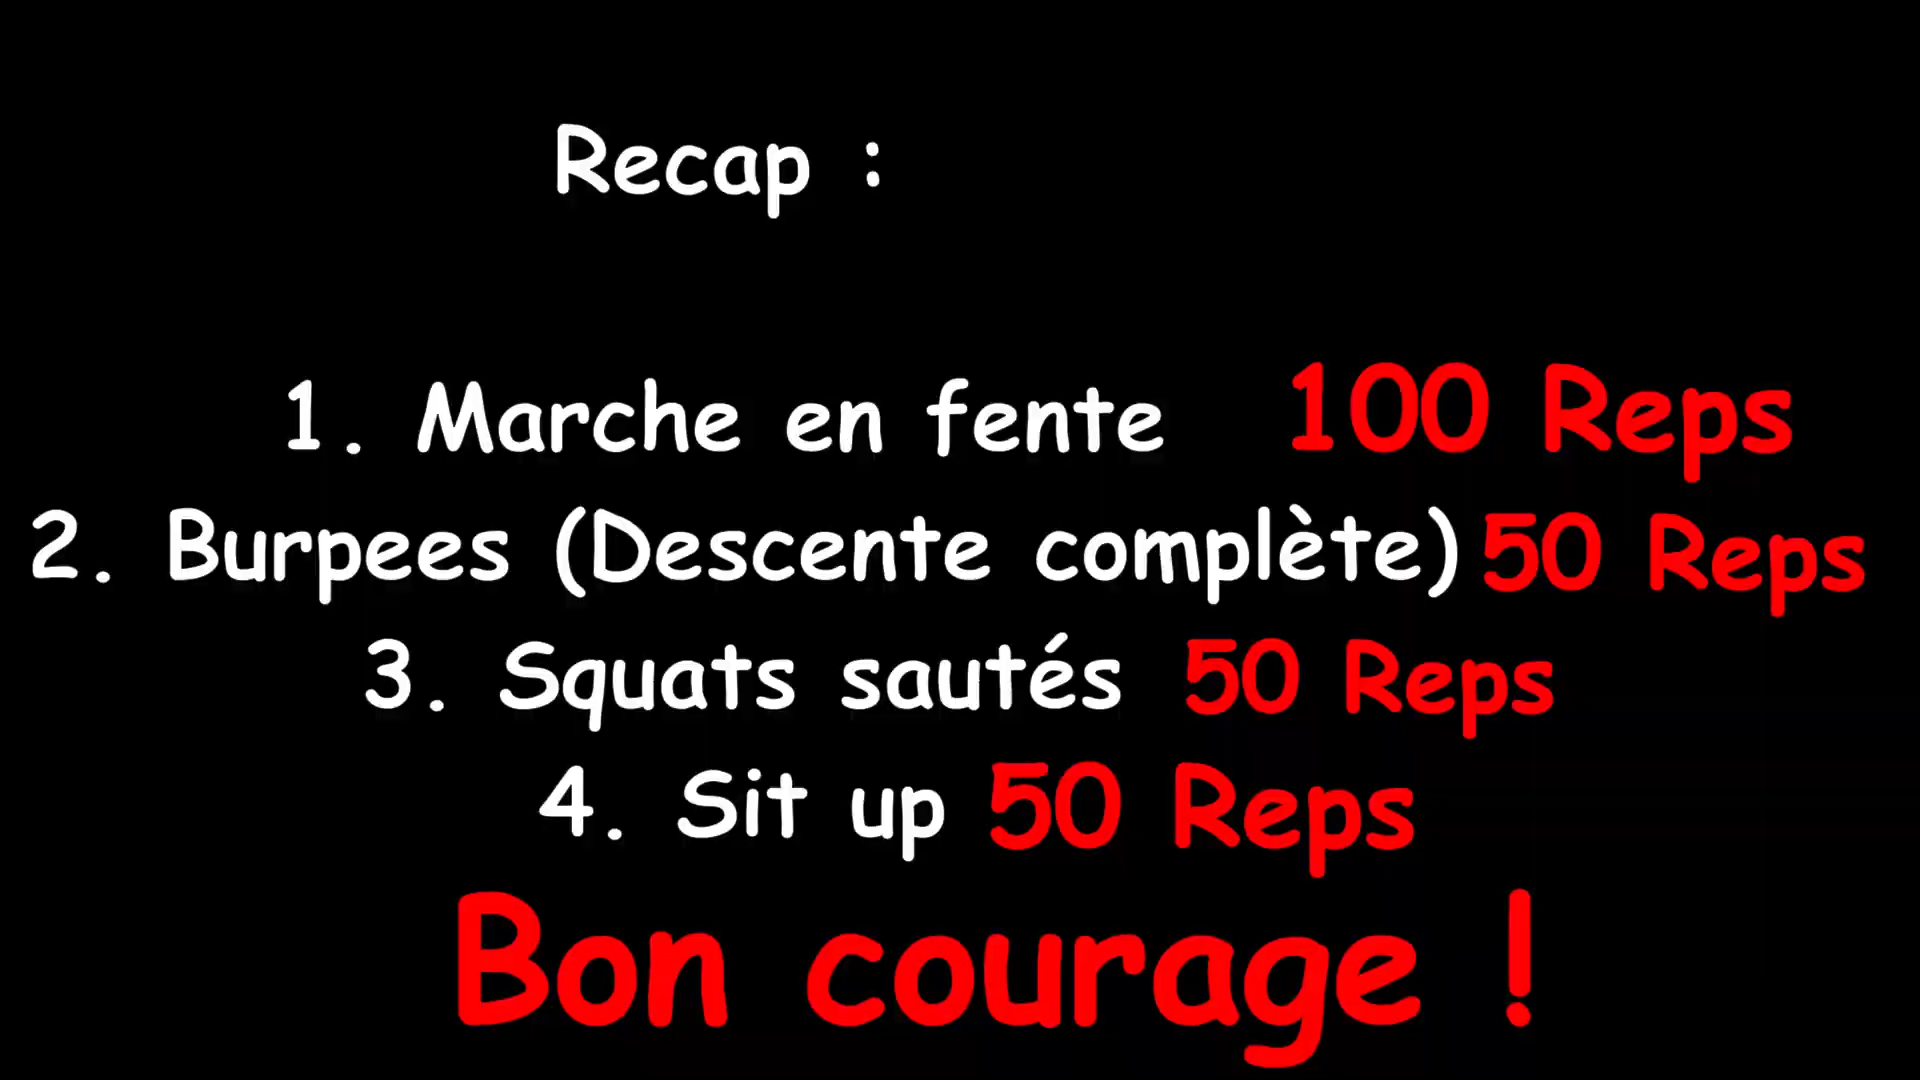 Recap :
1. Marche en fente 100 Reps
2. Burpees (Descente complète) 50 Reps
3. Squats sautés 50 Reps
4. Sit up 50 Reps
Bon courage !